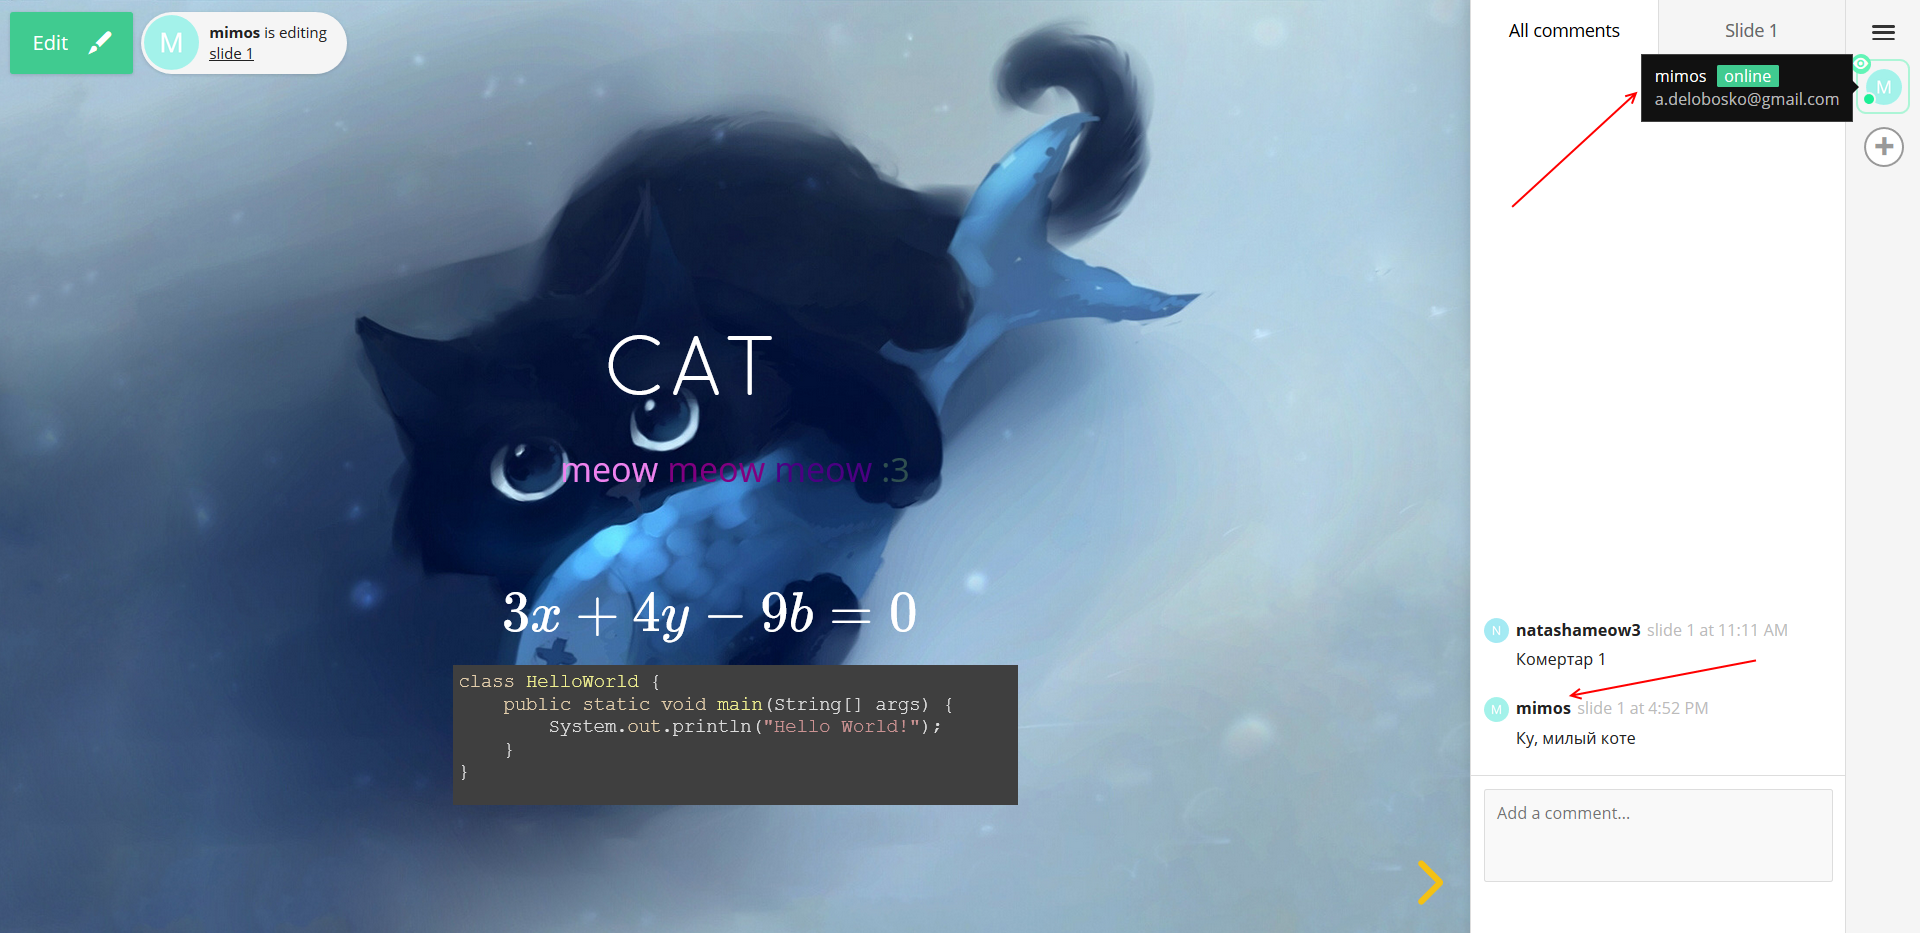 Edit
M
mimos is editing
slide 1
All comments
Slide 1
mimos online
a.delobosko@gmail.com
M
CAT
meow meow meow :3
3x + 4y − 9b = 0
class HelloWorld {
    public static void main(String[] args) {
        System.out.println("Hello World!");
    }
}
N natashameow3 slide 1 at 11:11 AM
Комертар 1
M mimos slide 1 at 4:52 PM
Ку, милый коте
Add a comment...